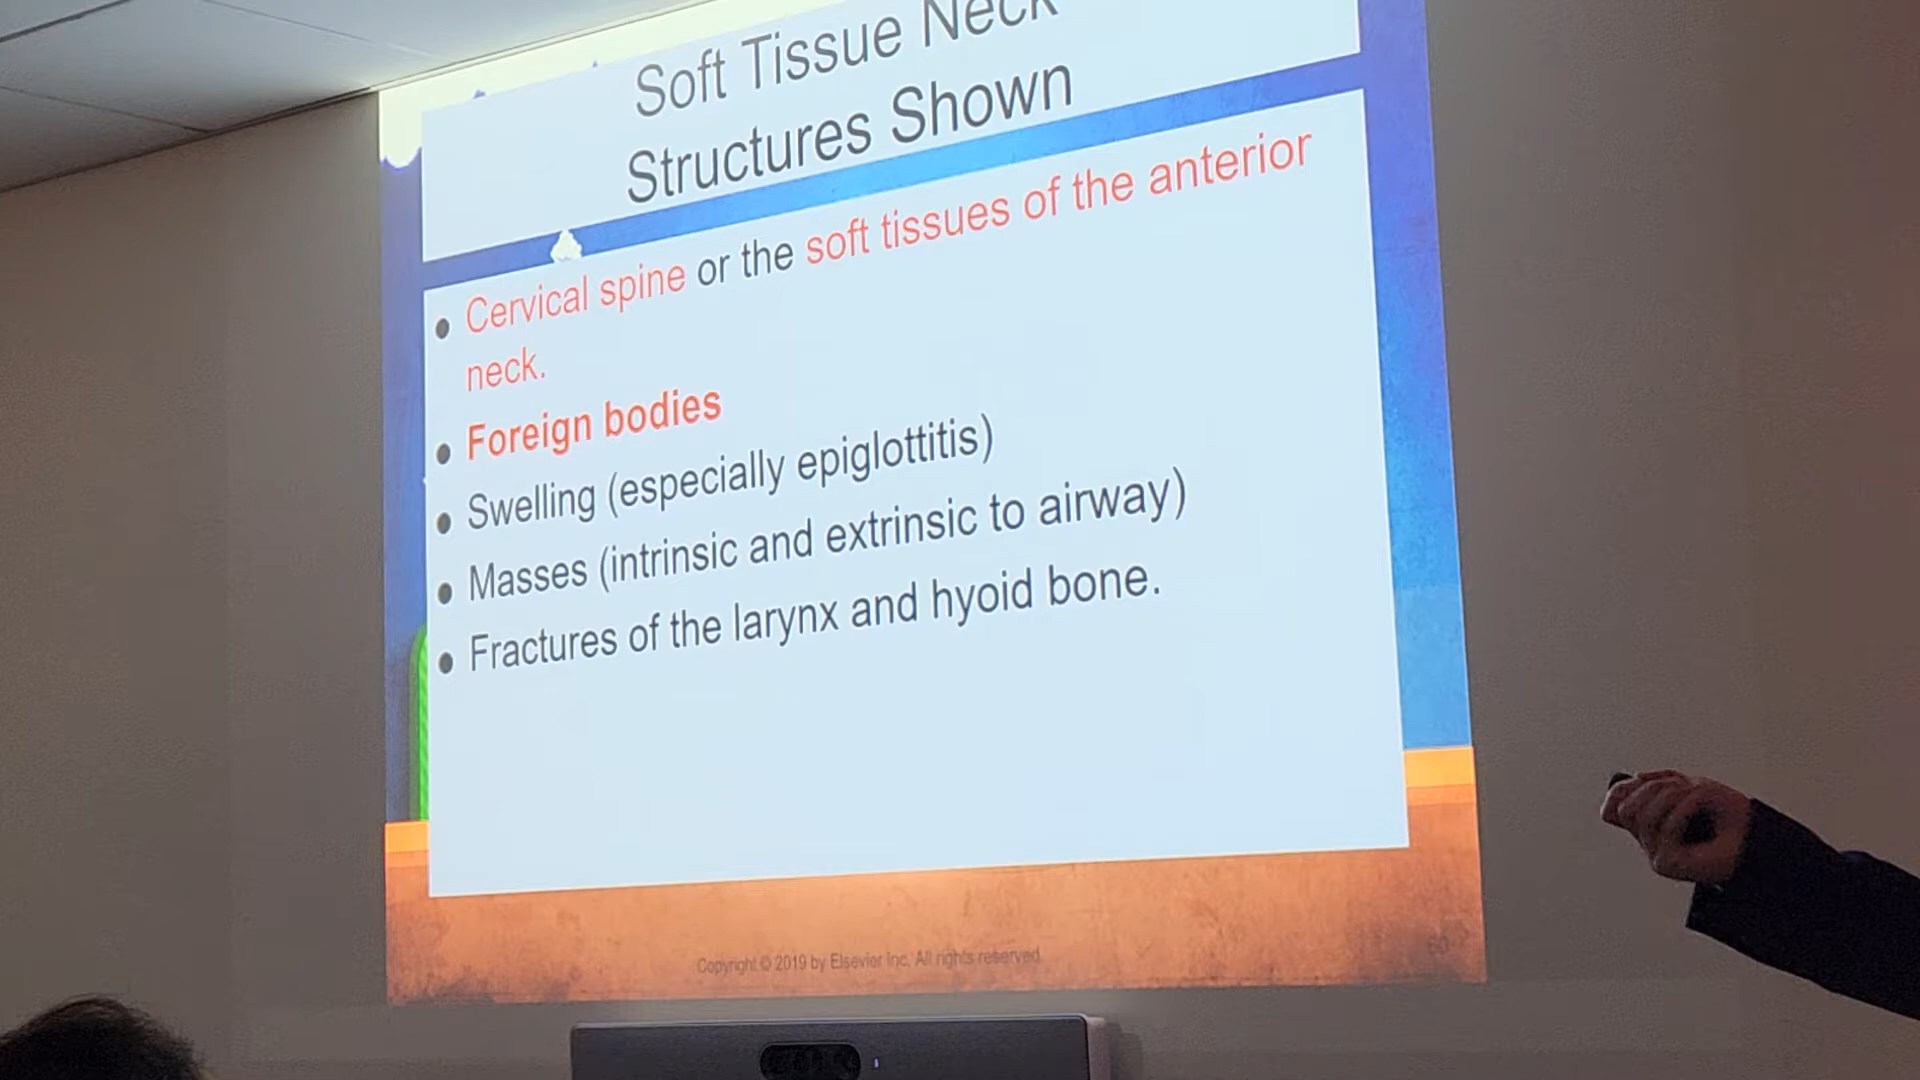 Soft Tissue Neck
Structures Shown
● Cervical spine or the soft tissues of the anterior
neck.
● Foreign bodies
● Swelling (especially epiglottitis)
● Masses (intrinsic and extrinsic to airway)
● Fractures of the larynx and hyoid bone.
Copyright © 2019 by Elsevier Inc. All rights reserved.
60